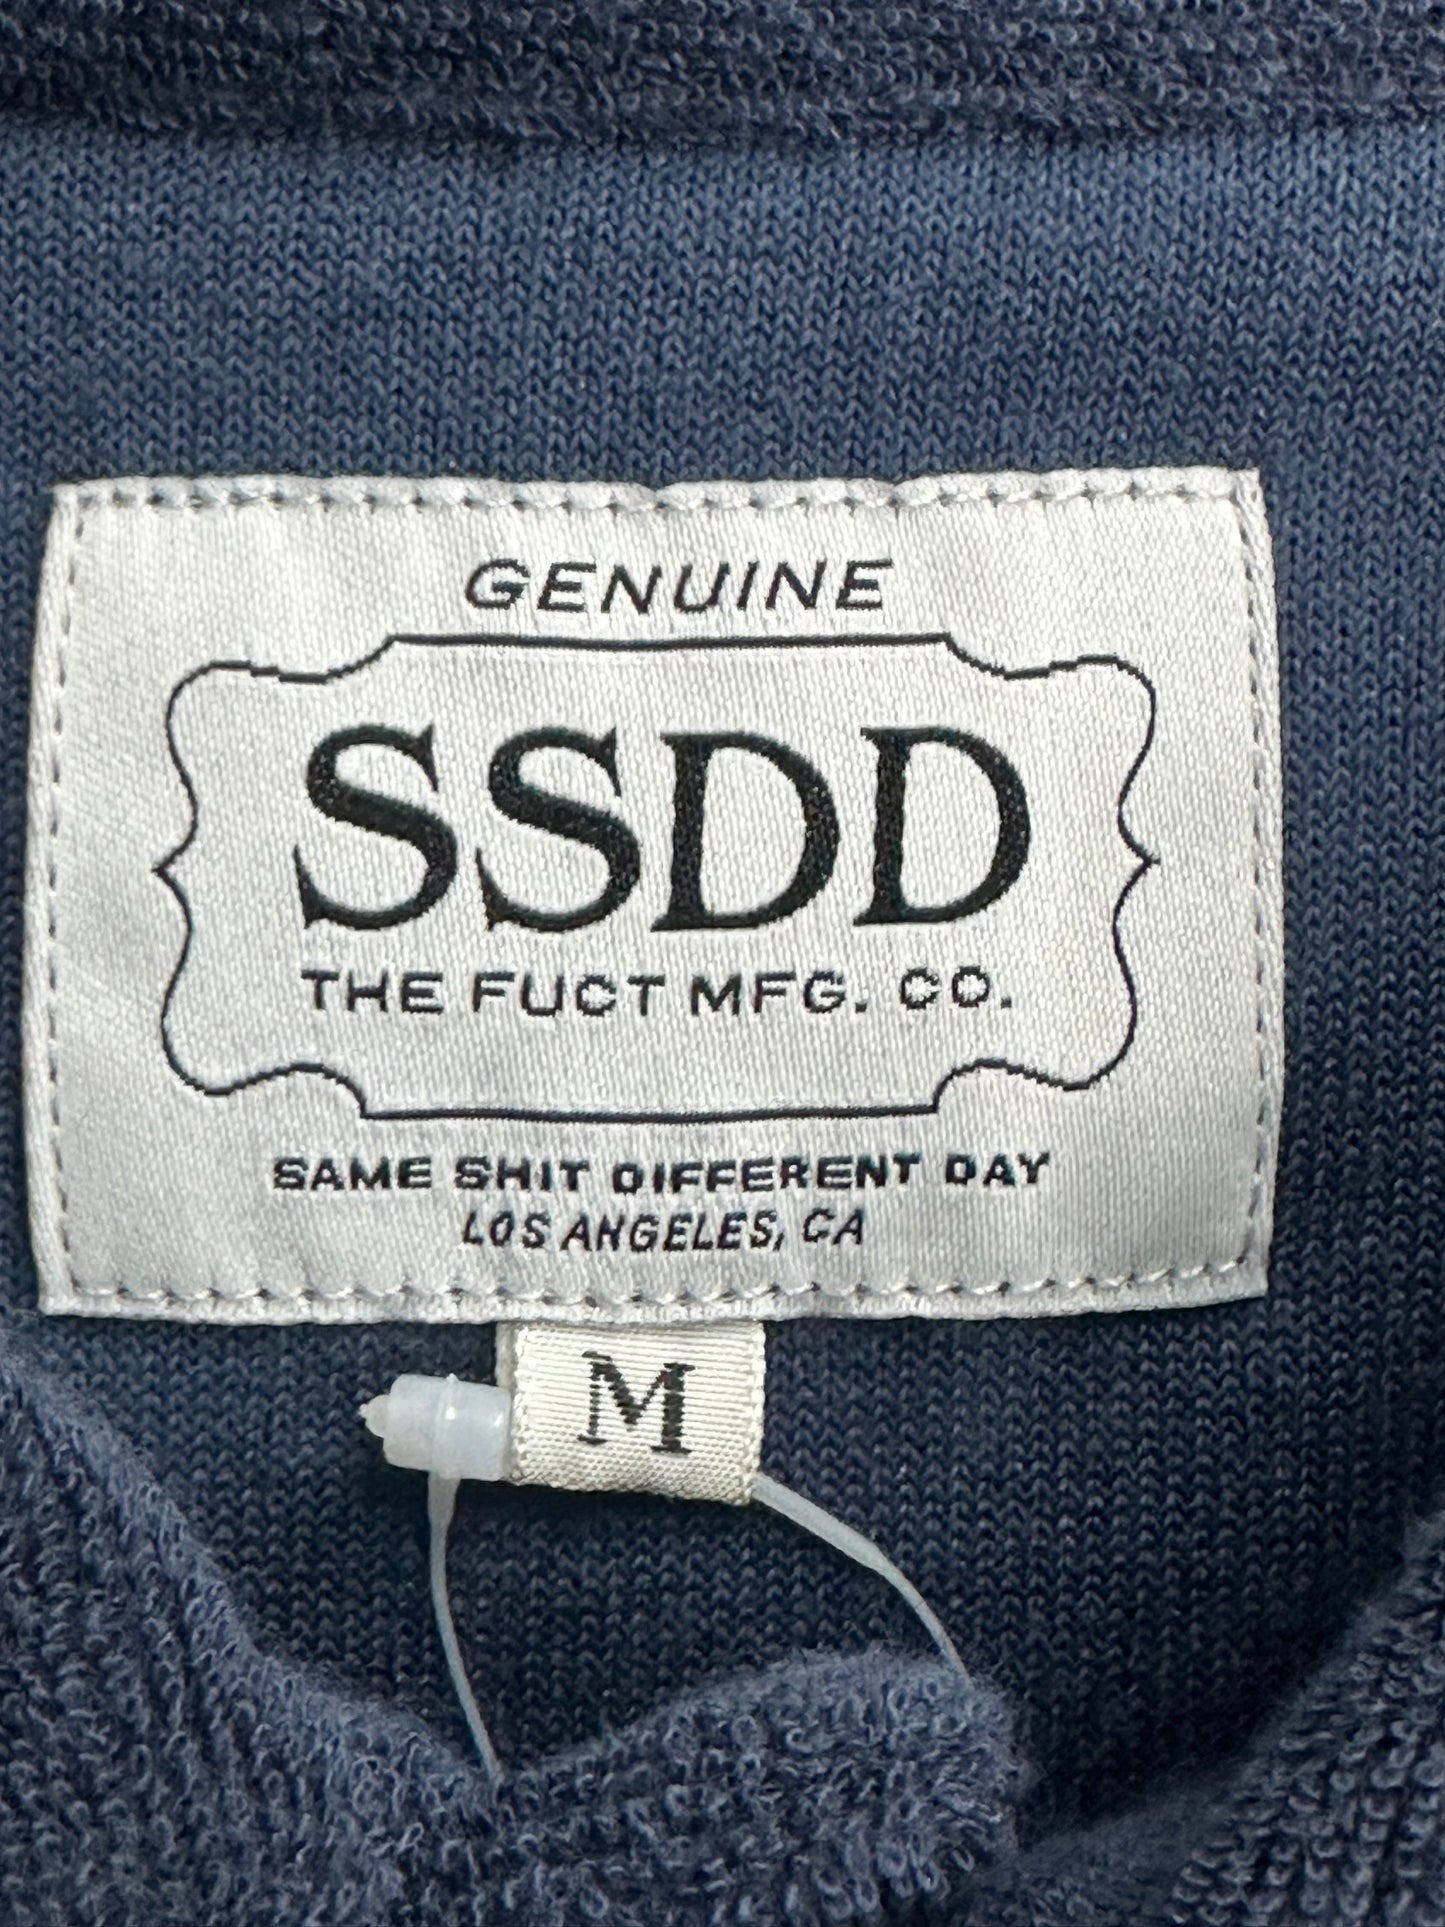 GENUINE
SSDD
THE FUCT MFG. CO.
SAME SHIT DIFFERENT DAY
LOS ANGELES, CA
M